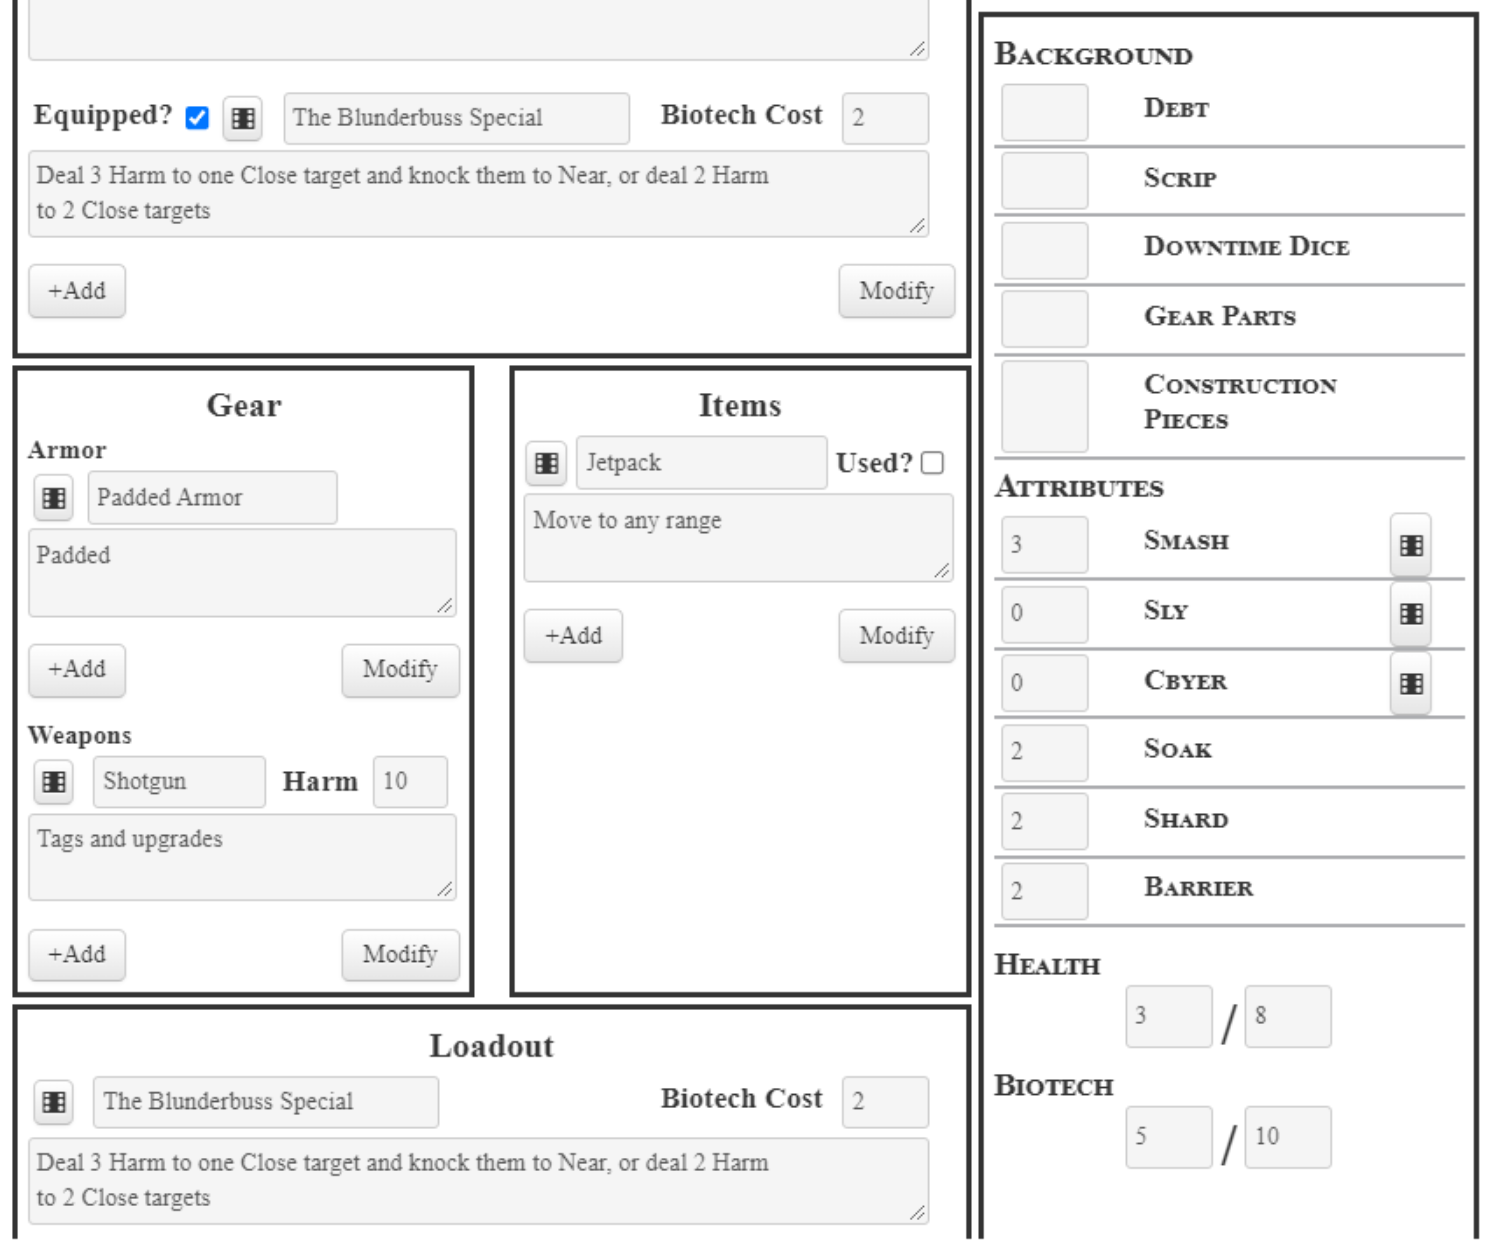 Equipped? The Blunderbuss Special Biotech Cost 2
Deal 3 Harm to one Close target and knock them to Near, or deal 2 Harm
to 2 Close targets
+Add Modify
Gear
Armor
Padded Armor
Padded
+Add Modify
Weapons
Shotgun Harm 10
Tags and upgrades
+Add Modify
Items
Jetpack Used?
Move to any range
+Add Modify
Loadout
The Blunderbuss Special Biotech Cost 2
Deal 3 Harm to one Close target and knock them to Near, or deal 2 Harm
to 2 Close targets
Background
Debt
Scrip
Downtime Dice
Gear Parts
Construction
Pieces
Attributes
3 Smash
0 Sly
0 Cbyer
2 Soak
2 Shard
2 Barrier
Health
3 / 8
Biotech
5 / 10